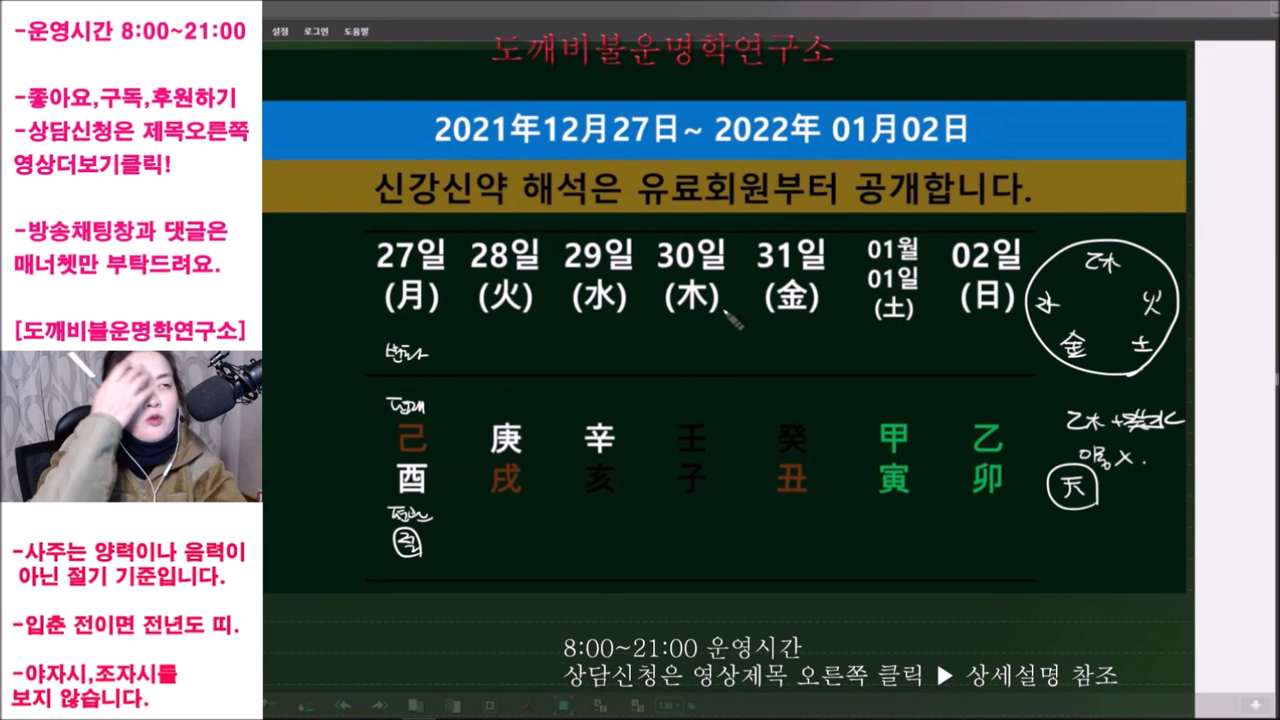 -운영시간 8:00~21:00
-좋아요,구독,후원하기
-상담신청은 제목오른쪽
영상더보기클릭!
-방송채팅창과 댓글은
매너쳇만 부탁드려요.
[도깨비불운명학연구소]
-사주는 양력이나 음력이
아닌 절기 기준입니다.
-입춘 전이면 전년도 띠.
-야자시,조자시를
보지 않습니다.
설정 로그인 도움말
도깨비불운명학연구소
2021年12月27日~ 2022年 01月02日
신강신약 해석은 유료회원부터 공개합니다.
27일 28일 29일 30일 31일 01월 01일 02일
(月) (火) (水) (木) (金) (土) (日)
己 庚 辛 壬 癸 甲 乙
酉 戌 亥 子 丑 寅 卯
乙木
水 火
金 土
乙木
天
8:00~21:00 운영시간
상담신청은 영상제목 오른쪽 클릭 ▶ 상세설명 참조
130 %